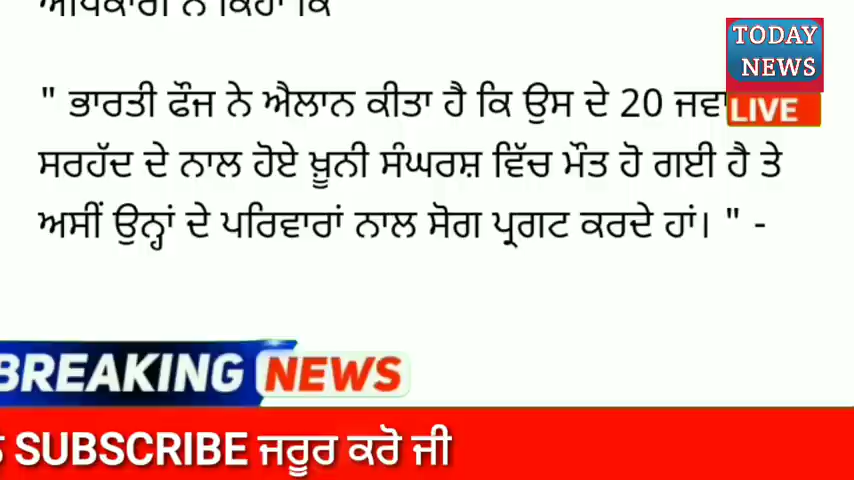 ਅਧਿਕਾਰੀ ਨੇ ਕਿਹਾ ਕਿ
TODAY
NEWS
LIVE
" ਭਾਰਤੀ ਫੌਜ ਨੇ ਐਲਾਨ ਕੀਤਾ ਹੈ ਕਿ ਉਸ ਦੇ 20
ਸਰਹੱਦ ਦੇ ਨਾਲ ਹੋਏ ਖ਼ੂਨੀ ਸੰਘਰਸ਼ ਵਿੱਚ ਮੌਤ ਹੋ ਗਈ ਹੈ ਤੇ
ਅਸੀਂ ਉਨ੍ਹਾਂ ਦੇ ਪਰਿਵਾਰਾਂ ਨਾਲ ਸੋਗ ਪ੍ਰਗਟ ਕਰਦੇ ਹਾਂ। " -
BREAKING NEWS
SUBSCRIBE ਜਰੂਰ ਕਰੋ ਜੀ